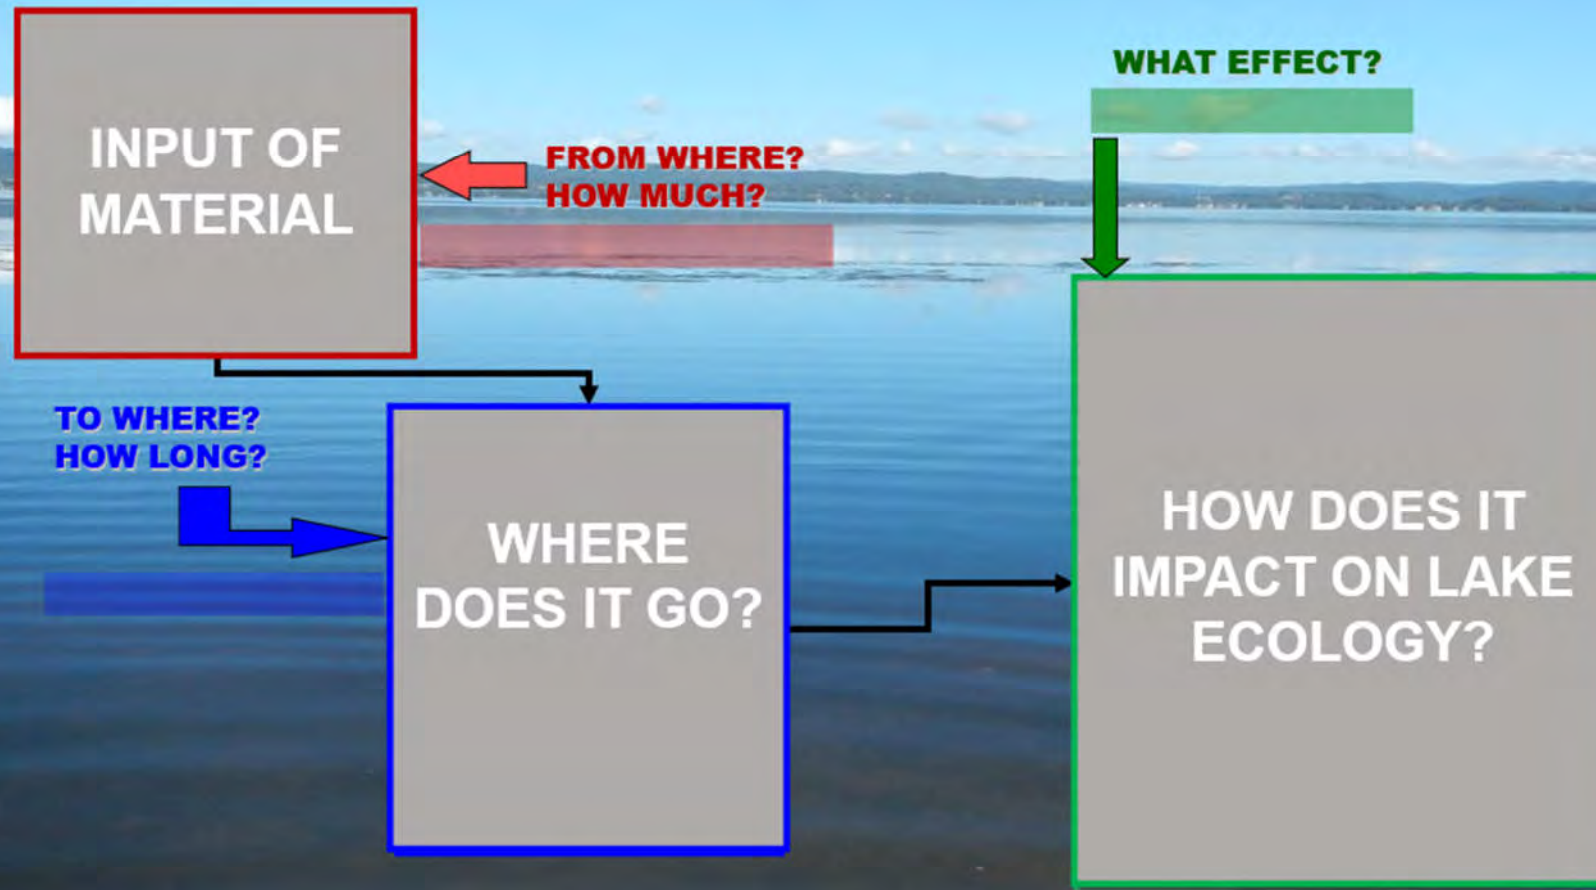 INPUT OF
MATERIAL
FROM WHERE?
HOW MUCH?
WHAT EFFECT?
TO WHERE?
HOW LONG?
WHERE
DOES IT GO?
HOW DOES IT
IMPACT ON LAKE
ECOLOGY?